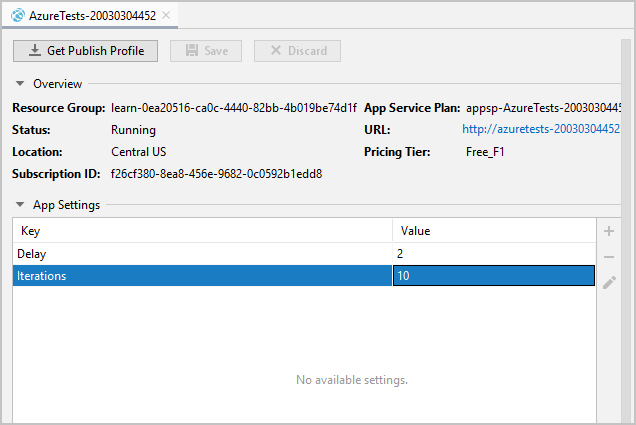 AzureTests-20030304452
Get Publish Profile Save Discard
Overview
Resource Group: learn-0ea20516-ca0c-4440-82bb-4b019be74d1f App Service Plan: appsp-AzureTests-2003030445
Status: Running URL: http://azuretests-20030304452
Location: Central US Pricing Tier: Free_F1
Subscription ID: f26cf380-8ea8-456e-9682-0c0592b1edd8
App Settings
Key Value
Delay 2
Iterations 10
No available settings.